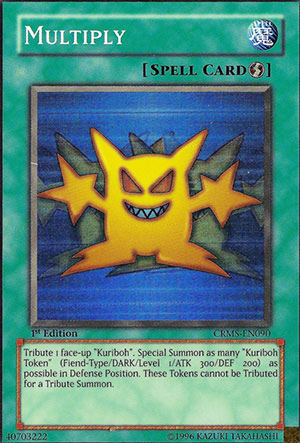 MULTIPLY
魔
[SPELL CARD]
1st Edition
CRMS-EN090
Tribute 1 face-up "Kuriboh". Special Summon as many "Kuriboh
Token" (Fiend-Type/DARK/Level 1/ATK 300/DEF 200) as
possible in Defense Position. These Tokens cannot be Tributed
for a Tribute Summon.
40703222
©1996 KAZUKI TAKAHASHI